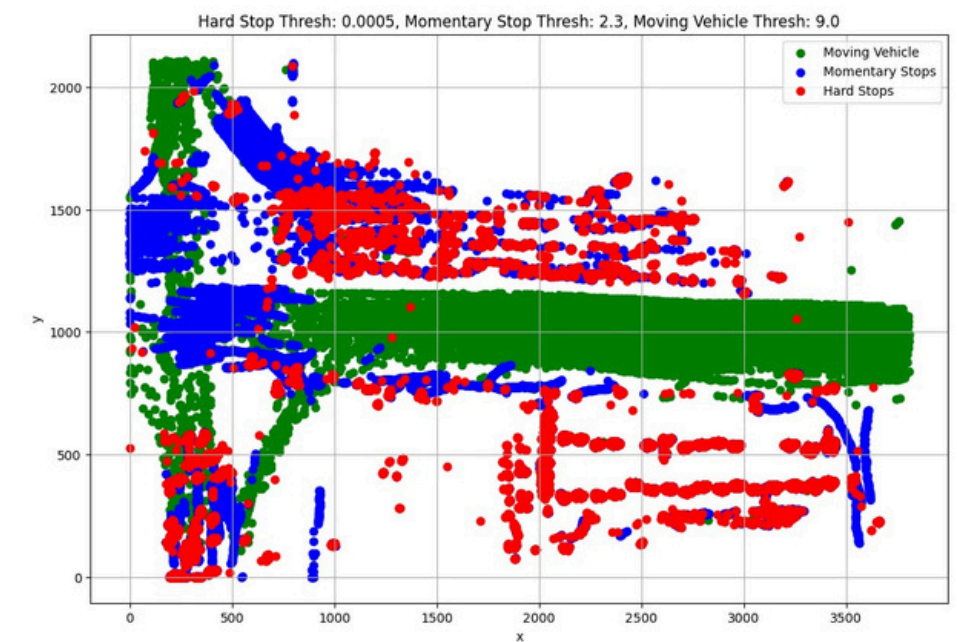 Hard Stop Thresh: 0.0005, Momentary Stop Thresh: 2.3, Moving Vehicle Thresh: 9.0
Moving Vehicle
Momentary Stops
Hard Stops
2000
1500
1000
500
0
y
0 500 1000 1500 2000 2500 3000 3500
x